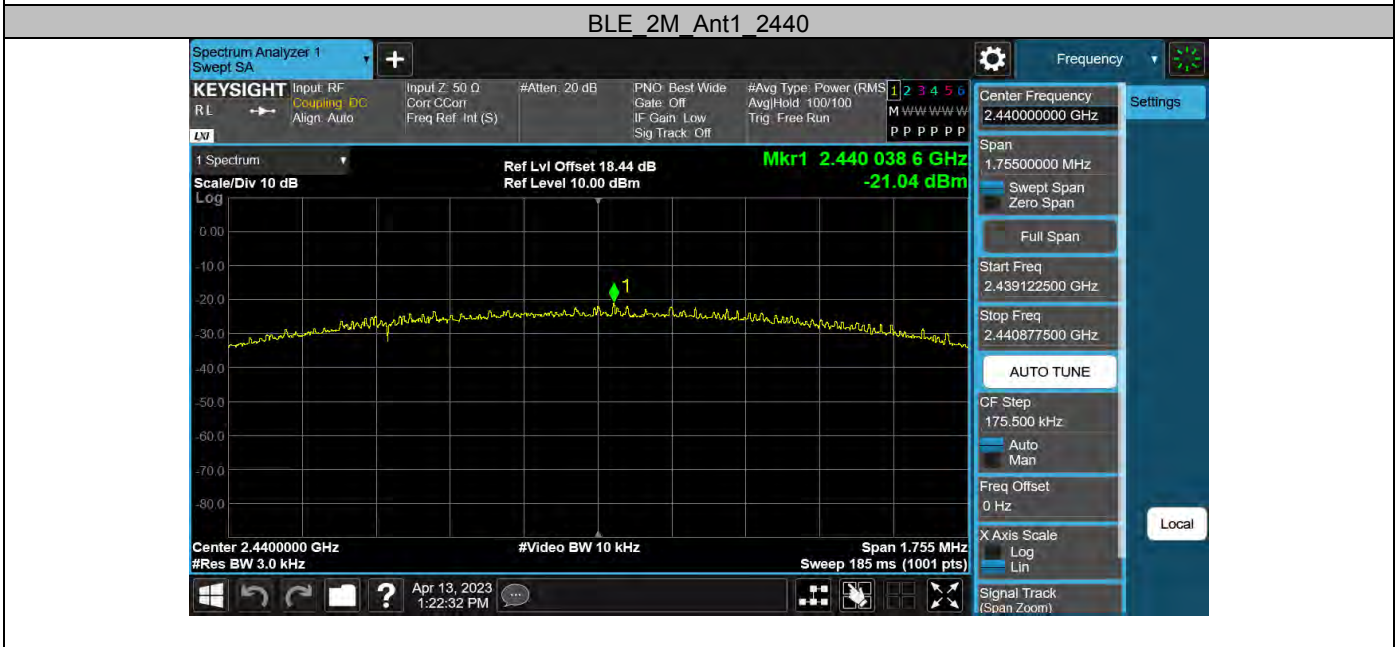 BLE_2M_Ant1_2440
Spectrum Analyzer 1
Swept SA
Frequency
KEYSIGHT
RL
LXI
Input: RF
Coupling: DC
Align: Auto
Input Z: 50 Ω
Corr CCorr
Freq Ref: Int (S)
#Atten: 20 dB
PNO: Best Wide
Gate: Off
IF Gain: Low
Sig Track: Off
#Avg Type: Power (RMS
Avg|Hold: 100/100
Trig: Free Run
1 2 3 4 5 6
M W W W W W
P P P P P P
1 Spectrum
Scale/Div 10 dB
Ref Lvl Offset 18.44 dB
Ref Level 10.00 dBm
Mkr1 2.440 038 6 GHz
-21.04 dBm
Log
0.00
-10.0
-20.0
-30.0
-40.0
-50.0
-60.0
-70.0
-80.0
1
Center 2.4400000 GHz
#Res BW 3.0 kHz
#Video BW 10 kHz
Span 1.755 MHz
Sweep 185 ms (1001 pts)
Center Frequency
2.440000000 GHz
Settings
Span
1.75500000 MHz
Swept Span
Zero Span
Full Span
Start Freq
2.439122500 GHz
Stop Freq
2.440877500 GHz
AUTO TUNE
CF Step
175.500 kHz
Auto
Man
Freq Offset
0 Hz
X Axis Scale
Log
Lin
Local
Signal Track
(Span Zoom)
?
Apr 13, 2023
1:22:32 PM